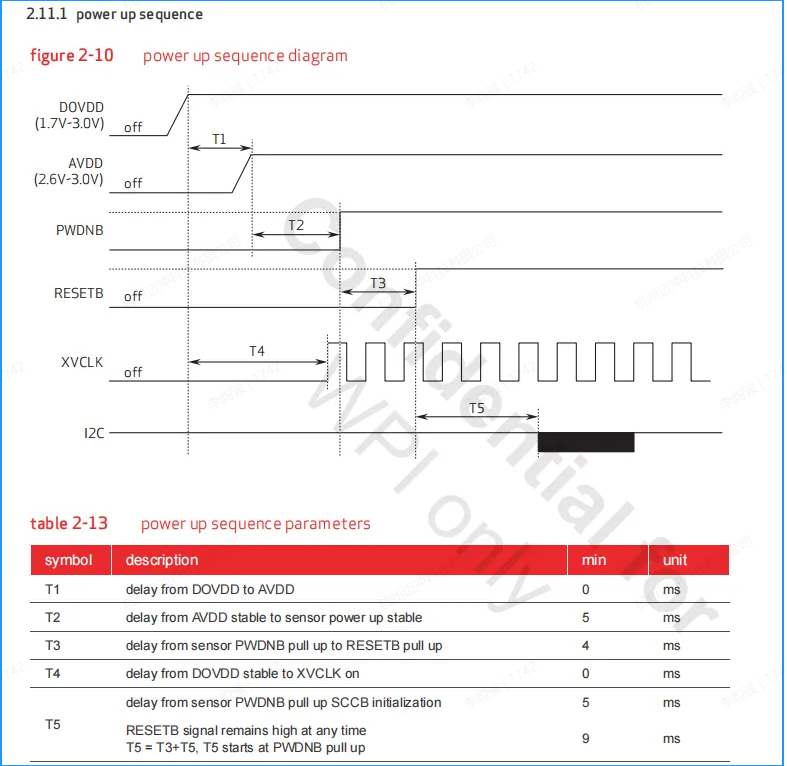 2.11.1 power up sequence
figure 2-10 power up sequence diagram
DOVDD
(1.7V-3.0V)
off
T1
AVDD
(2.6V-3.0V)
off
PWDNB
T2
RESETB
off
T3
XVCLK
off
T4
I2C
T5
Confidential for
WPI only
table 2-13 power up sequence parameters
symbol description min unit
T1 delay from DOVDD to AVDD 0 ms
T2 delay from AVDD stable to sensor power up stable 5 ms
T3 delay from sensor PWDNB pull up to RESETB pull up 4 ms
T4 delay from DOVDD stable to XVCLK on 0 ms
T5
delay from sensor PWDNB pull up SCCB initialization 5 ms
RESETB signal remains high at any time
T5 = T3+T5, T5 starts at PWDNB pull up
9 ms